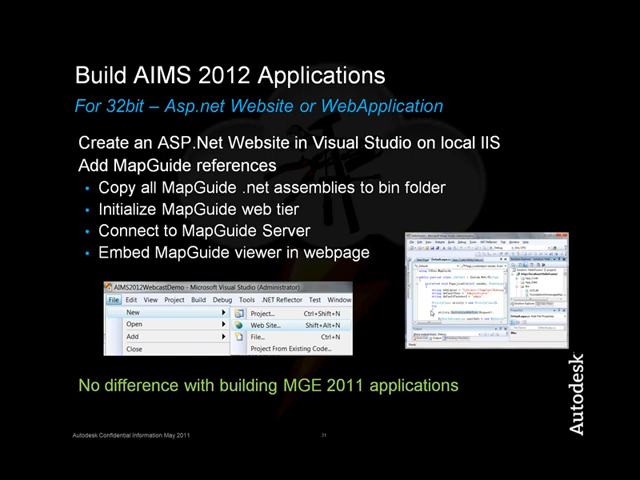 Build AIMS 2012 Applications
For 32bit – Asp.net Website or WebApplication
Create an ASP.Net Website in Visual Studio on local IIS
Add MapGuide references
• Copy all MapGuide .net assemblies to bin folder
• Initialize MapGuide web tier
• Connect to MapGuide Server
• Embed MapGuide viewer in webpage
AIMS2012WebcastDemo - Microsoft Visual Studio (Administrator)
File Edit View Project Build Debug Tools .NET Reflector Test Window
New Project... Ctrl+Shift+N
Open Web Site... Shift+Alt+N
Add File... Ctrl+N
Close Project From Existing Code...
No difference with building MGE 2011 applications
Autodesk
Autodesk Confidential Information May 2011
31